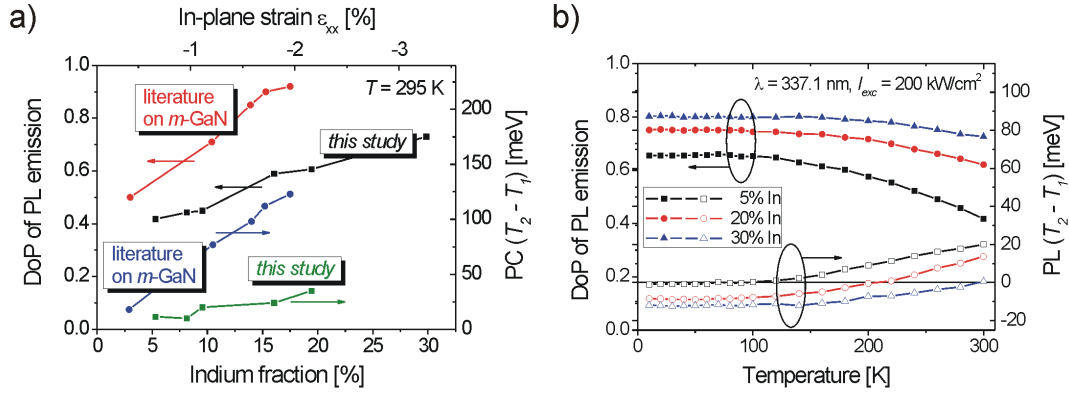 a)
In-plane strain εxx [%]
-1 -2 -3
1.0
0.8
0.6
0.4
0.2
0.0
DoP of PL emission
literature
on m-GaN
T = 295 K
this study
literature
on m-GaN
this study
200
150
100
50
0
PC (T2 - T1) [meV]
0 5 10 15 20 25 30
Indium fraction [%]
b)
λ = 337.1 nm, Iexc = 200 kW/cm²
1.0
0.8
0.6
0.4
0.2
0.0
DoP of PL emission
5% In
20% In
30% In
100
80
60
40
20
0
-20
PL (T2 - T1) [meV]
0 100 200 300
Temperature [K]